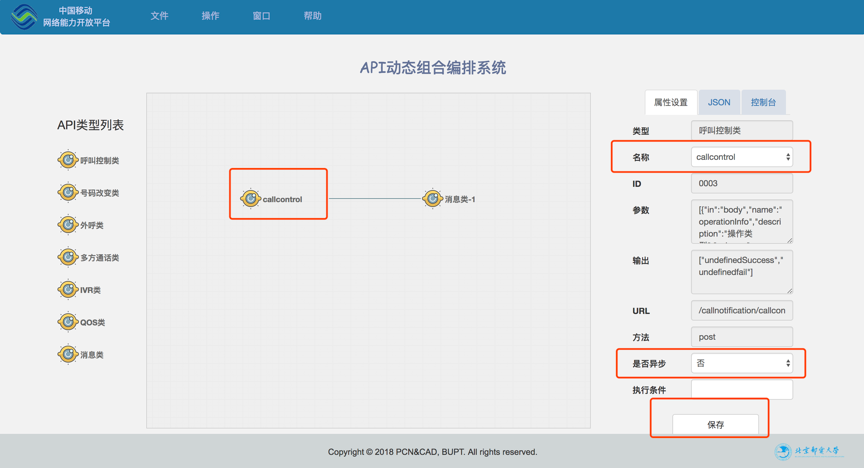 中国移动
网络能力开放平台
文件
操作
窗口
帮助
API动态组合编排系统
API类型列表
呼叫控制类
号码改变类
外呼类
多方通话类
IVR类
QOS类
消息类
callcontrol
消息类-1
属性设置
JSON
控制台
类型
呼叫控制类
名称
callcontrol
ID
0003
参数
[{"in":"body","name":"
operationInfo","descri
ption":"操作类
输出
["undefinedSuccess","
undefinedfail"]
URL
/callnotification/callcon
方法
post
是否异步
否
执行条件
保存
Copyright © 2018 PCN&CAD, BUPT. All rights reserved.
北京邮电大学